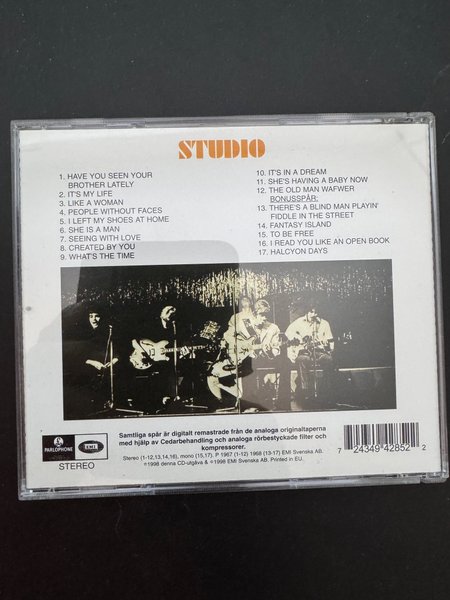 STUDIO
1. HAVE YOU SEEN YOUR
BROTHER LATELY
2. IT'S MY LIFE
3. LIKE A WOMAN
4. PEOPLE WITHOUT FACES
5. I LEFT MY SHOES AT HOME
6. SHE IS A MAN
7. SEEING WITH LOVE
8. CREATED BY YOU
9. WHAT'S THE TIME
10. IT'S IN A DREAM
11. SHE'S HAVING A BABY NOW
12. THE OLD MAN WAFWER
BONUSSPÅR:
13. THERE'S A BLIND MAN PLAYIN'
FIDDLE IN THE STREET
14. FANTASY ISLAND
15. TO BE FREE
16. I READ YOU LIKE AN OPEN BOOK
17. HALCYON DAYS
PARLOPHONE
EMI
STEREO
Samtliga spår är digitalt remastrade från de analoga originaltaperna
med hjälp av Cedarbehandling och analoga rörbestyckade filter och
kompressorer.
Stereo (1-12,13,14,16), mono (15,17). P 1967 (1-12) 1968 (13-17) EMI Svenska AB.
©1998 denna CD-utgåva & ©1998 EMI Svenska AB. Printed in EU.
7 24349 42852 2